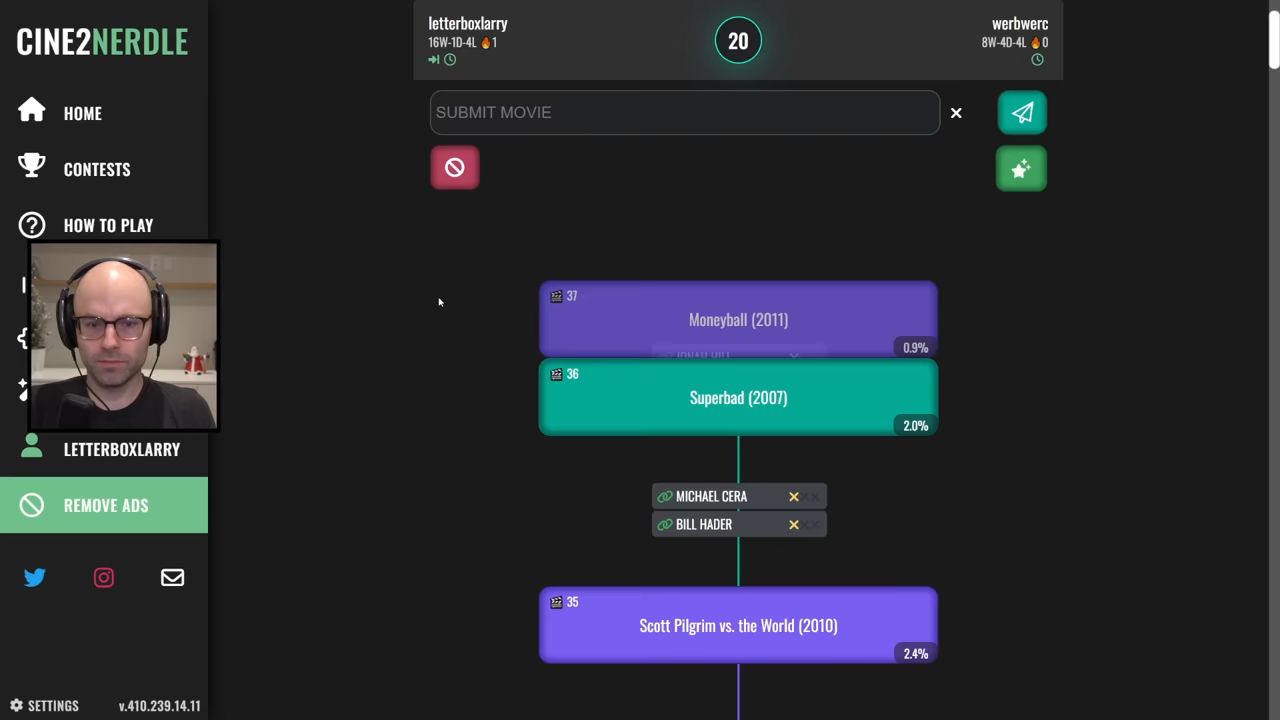 CINE2NERDLE
HOME
CONTESTS
HOW TO PLAY
LETTERBOXLARRY
REMOVE ADS
SETTINGS
v.410.239.14.11
letterboxlarry
16W-1D-4L 🔥1
20
werbwerc
8W-4D-4L 🔥0
SUBMIT MOVIE
37
Moneyball (2011)
JONAH HILL
0.9%
36
Superbad (2007)
2.0%
MICHAEL CERA
BILL HADER
35
Scott Pilgrim vs. the World (2010)
2.4%